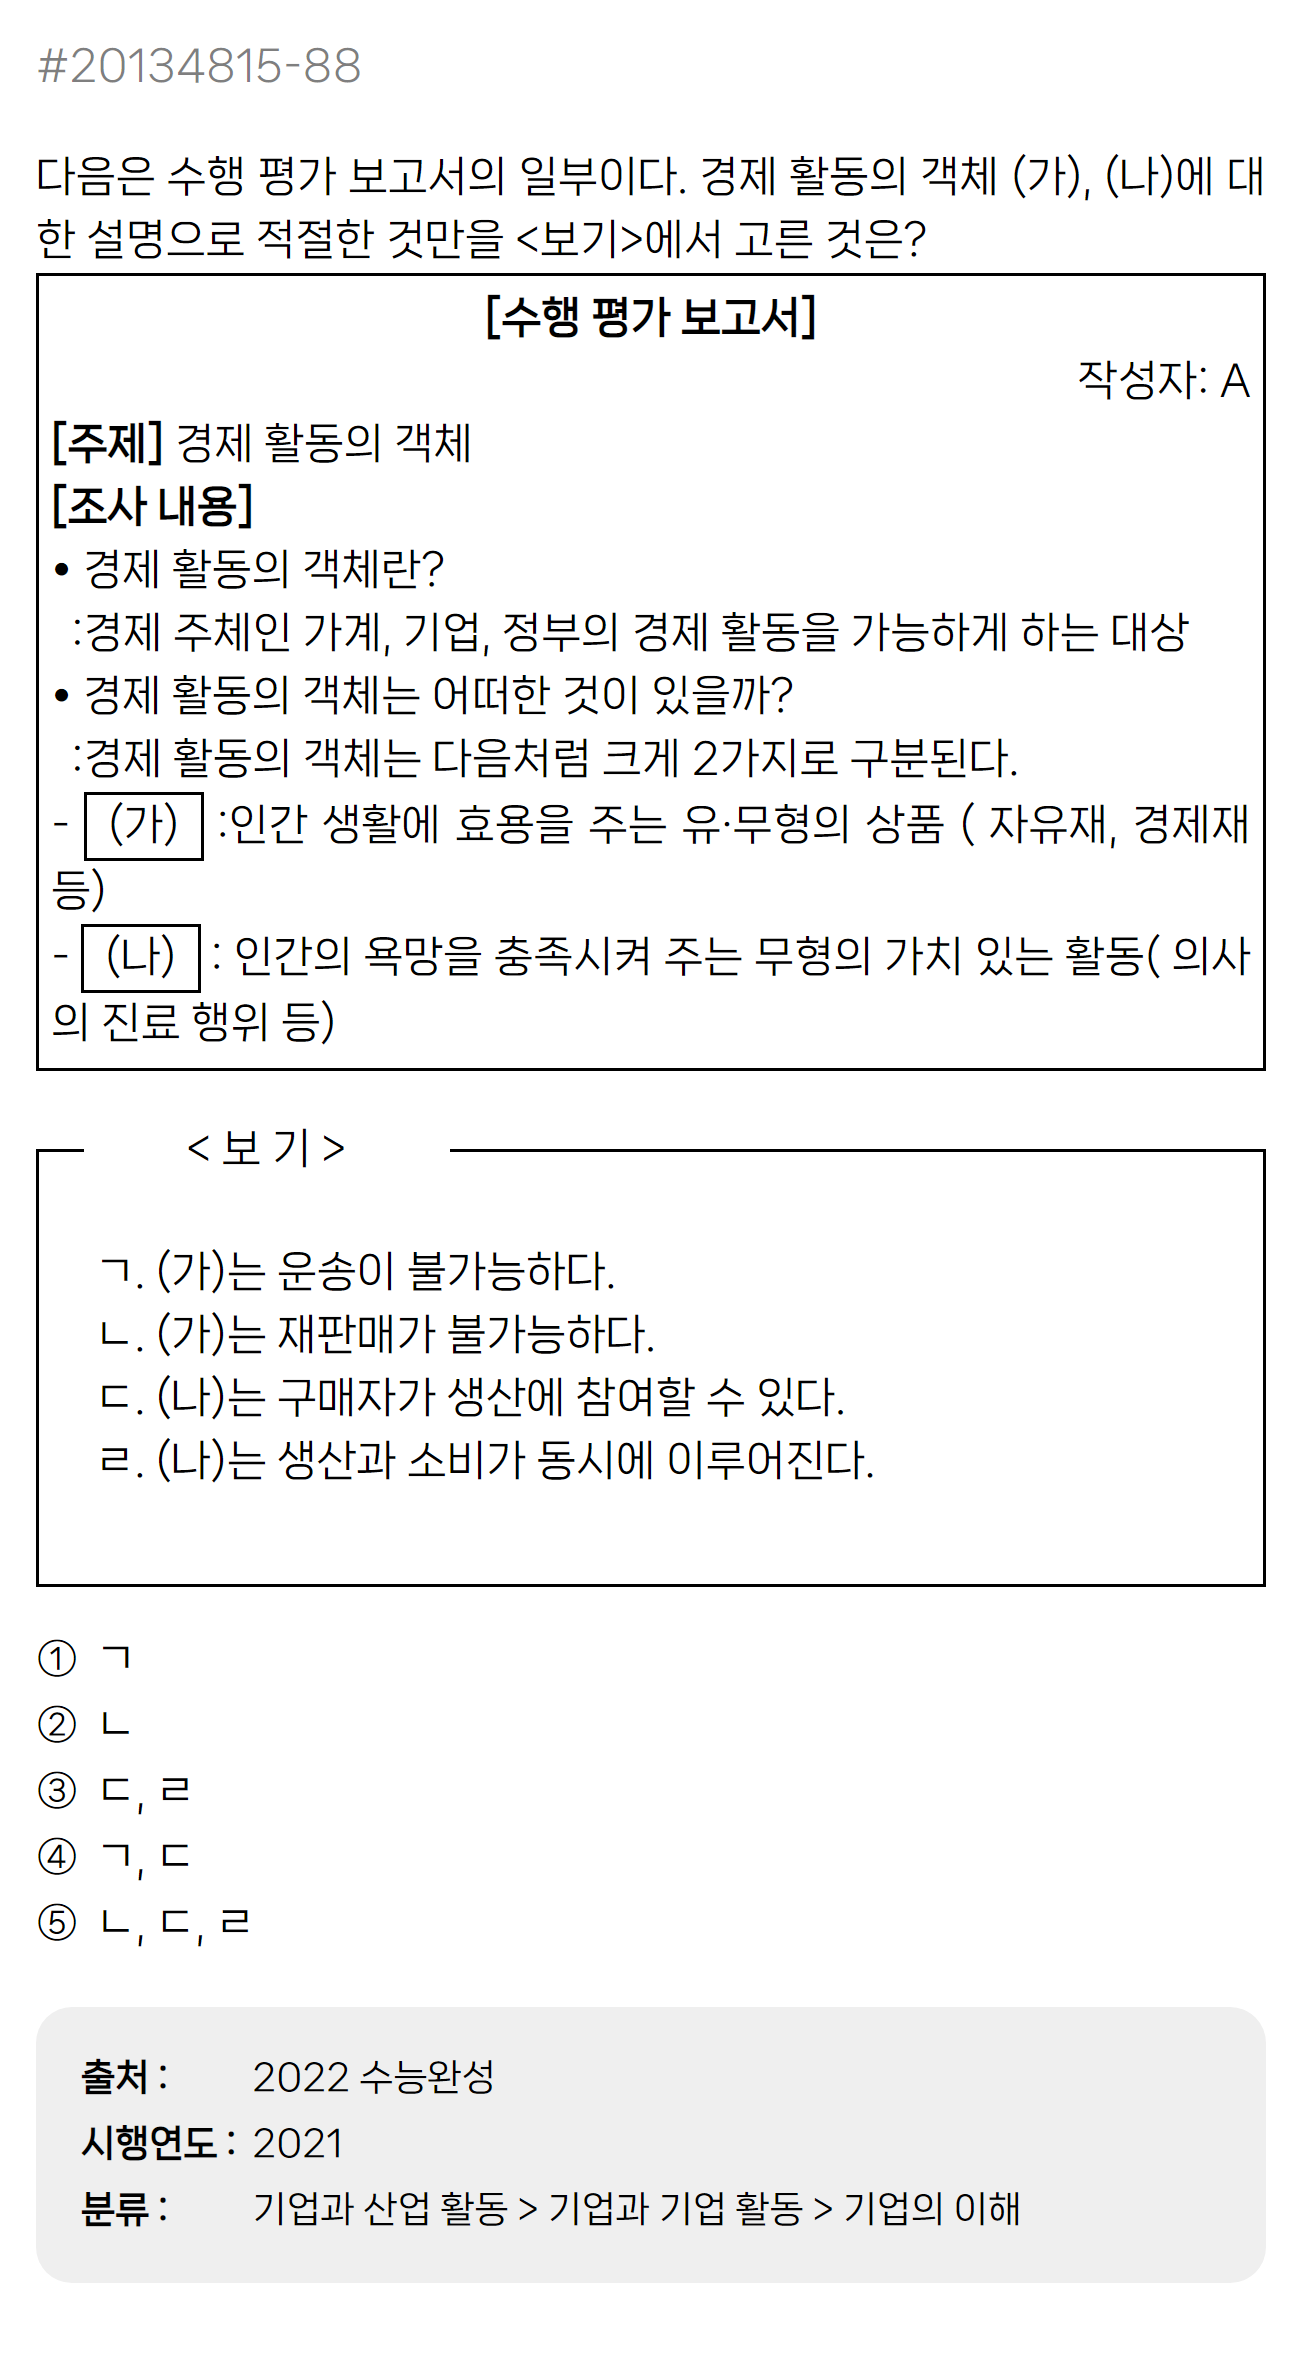 #20134815-88
다음은 수행 평가 보고서의 일부이다. 경제 활동의 객체 (가), (나)에 대
한 설명으로 적절한 것만을 <보기>에서 고른 것은?
[수행 평가 보고서]
작성자: A
[주제] 경제 활동의 객체
[조사 내용]
• 경제 활동의 객체란?
:경제 주체인 가계, 기업, 정부의 경제 활동을 가능하게 하는 대상
• 경제 활동의 객체는 어떠한 것이 있을까?
:경제 활동의 객체는 다음처럼 크게 2가지로 구분된다.
- (가) :인간 생활에 효용을 주는 유·무형의 상품 ( 자유재, 경제재
등)
- (나) : 인간의 욕망을 충족시켜 주는 무형의 가치 있는 활동( 의사
의 진료 행위 등)
< 보 기 >
ㄱ. (가)는 운송이 불가능하다.
ㄴ. (가)는 재판매가 불가능하다.
ㄷ. (나)는 구매자가 생산에 참여할 수 있다.
ㄹ. (나)는 생산과 소비가 동시에 이루어진다.
① ㄱ
② ㄴ
③ ㄷ, ㄹ
④ ㄱ, ㄷ
⑤ ㄴ, ㄷ, ㄹ
출처 : 2022 수능완성
시행연도 : 2021
분류 : 기업과 산업 활동 > 기업과 기업 활동 > 기업의 이해